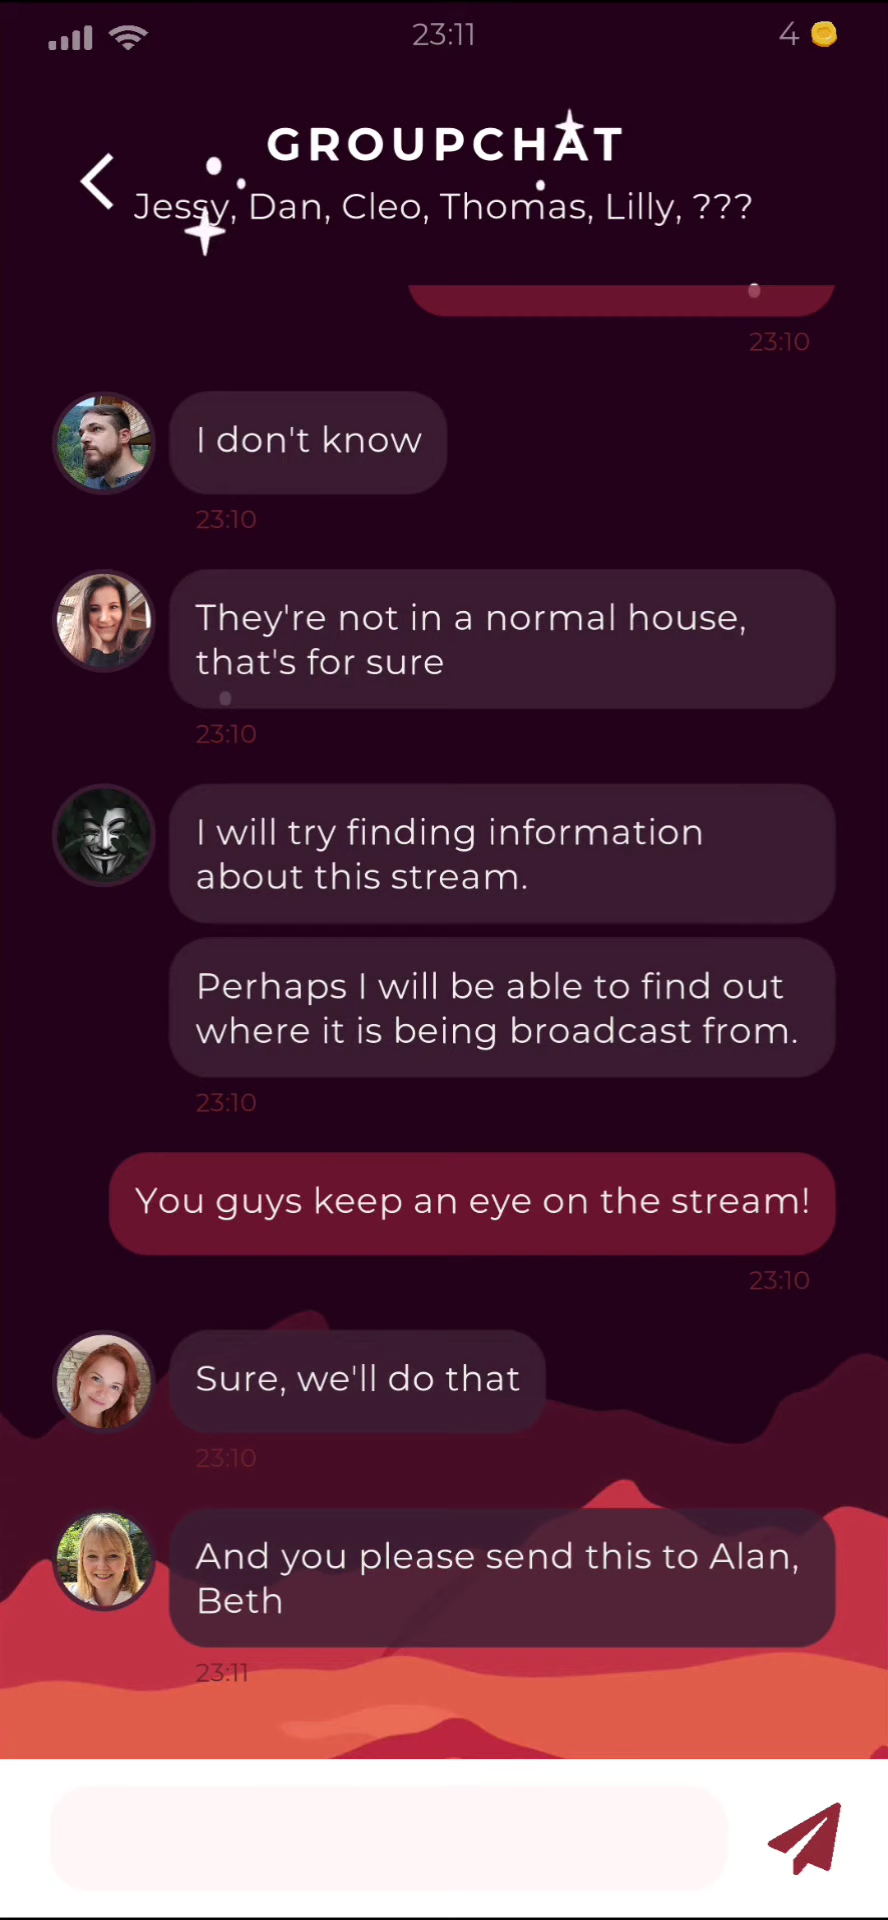 23:11
4
GROUPCHAT
Jessy, Dan, Cleo, Thomas, Lilly, ???
23:10
I don't know
23:10
They're not in a normal house,
that's for sure
23:10
I will try finding information
about this stream.
Perhaps I will be able to find out
where it is being broadcast from.
23:10
You guys keep an eye on the stream!
23:10
Sure, we'll do that
23:10
And you please send this to Alan,
Beth
23:11